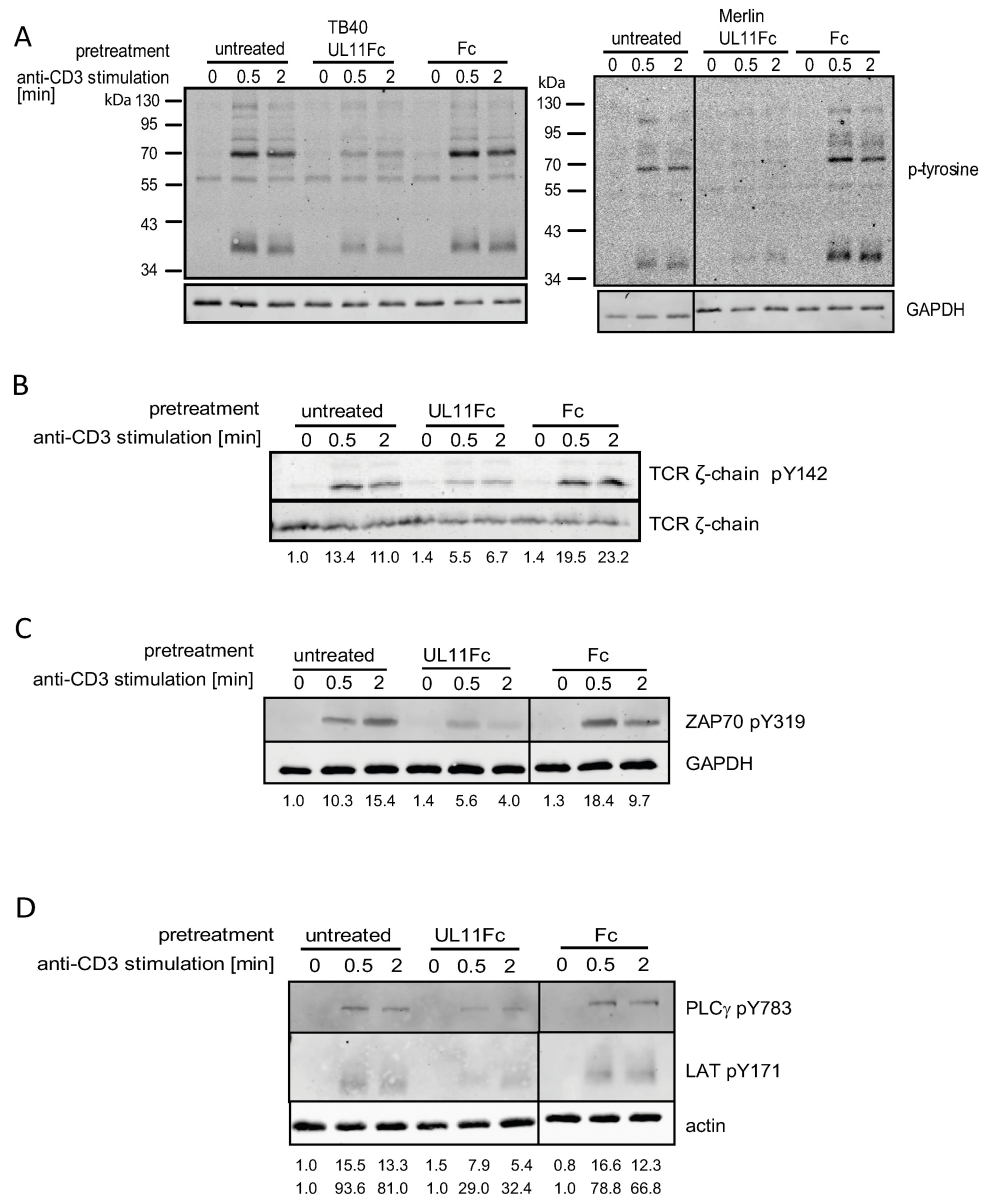 A
TB40
pretreatment untreated UL11Fc Fc
anti-CD3 stimulation 0 0.5 2 0 0.5 2 0 0.5 2
[min]
kDa 130
95
70
55
43
34
Merlin
untreated UL11Fc Fc
0 0.5 2 0 0.5 2 0 0.5 2
kDa
130
95
70
55
43
34
p-tyrosine
GAPDH
B
pretreatment untreated UL11Fc Fc
anti-CD3 stimulation [min] 0 0.5 2 0 0.5 2 0 0.5 2
TCR ζ-chain pY142
TCR ζ-chain
1.0 13.4 11.0 1.4 5.5 6.7 1.4 19.5 23.2
C
pretreatment untreated UL11Fc Fc
anti-CD3 stimulation [min] 0 0.5 2 0 0.5 2 0 0.5 2
ZAP70 pY319
GAPDH
1.0 10.3 15.4 1.4 5.6 4.0 1.3 18.4 9.7
D
pretreatment untreated UL11Fc Fc
anti-CD3 stimulation [min] 0 0.5 2 0 0.5 2 0 0.5 2
PLCγ pY783
LAT pY171
actin
1.0 15.5 13.3 1.5 7.9 5.4 0.8 16.6 12.3
1.0 93.6 81.0 1.0 29.0 32.4 1.0 78.8 66.8